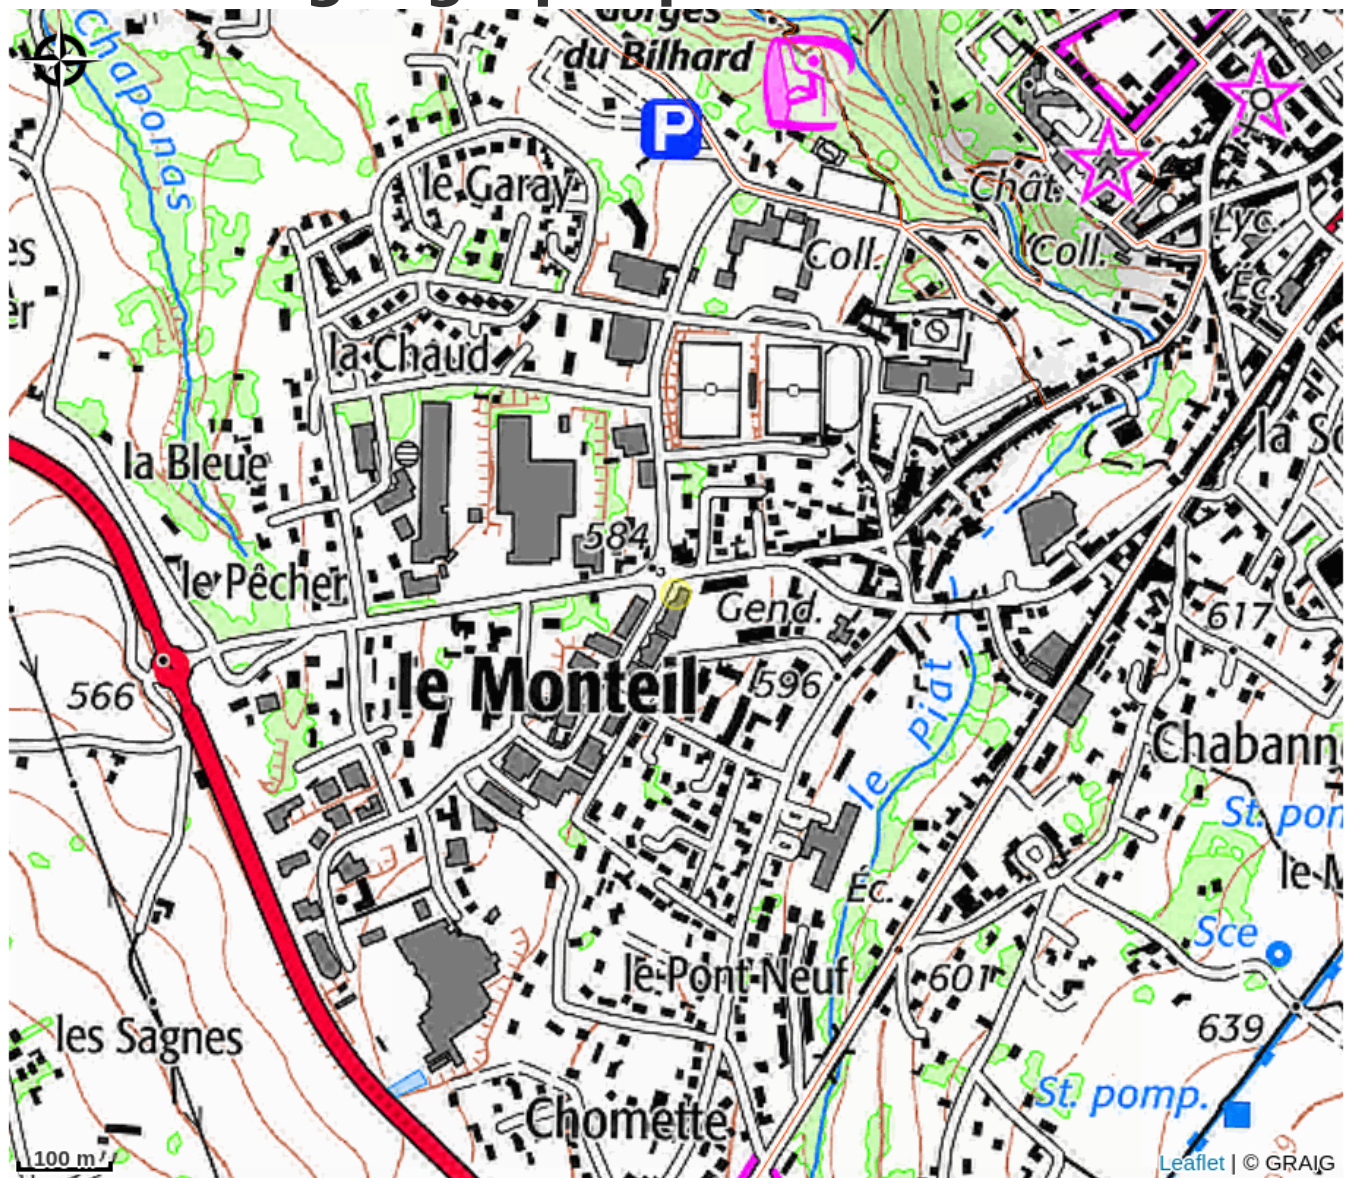 Gorges
du Bilhard
Chaponas
P
le Garay
Chât.
Lyc.
Coll.
Coll.
Éc.
la Chaud
la Bleue
584
le Pêcher
Gend.
617
566
le Monteil
596
le Piat
Chabann
St. pom
Éc.
le M
Sce
le Pont Neuf
601
639
les Sagnes
St. pomp.
Chomette
100 m
Leaflet | © GRAIG